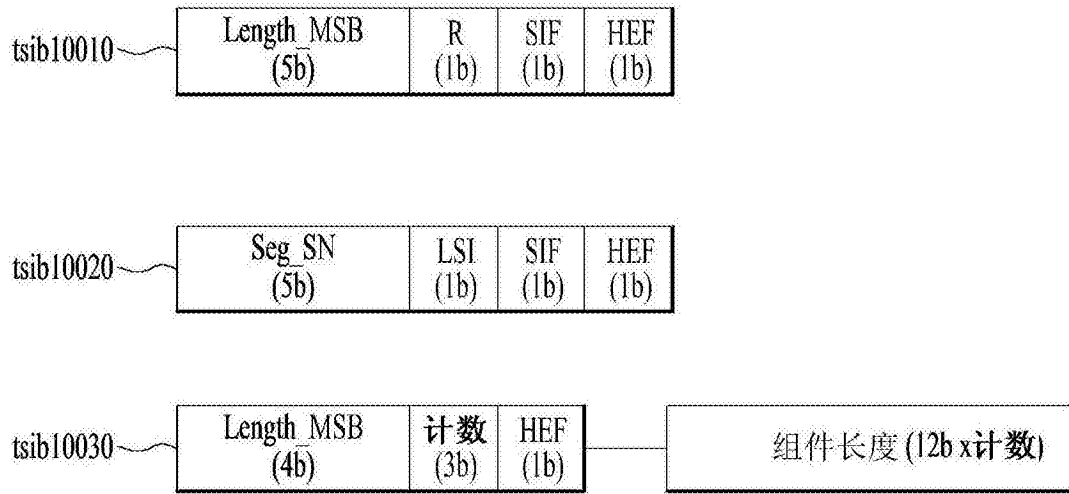 tsib10010
Length_MSB
(5b)
R
(1b)
SIF
(1b)
HEF
(1b)
tsib10020
Seg_SN
(5b)
LSI
(1b)
SIF
(1b)
HEF
(1b)
tsib10030
Length_MSB
(4b)
计数
(3b)
HEF
(1b)
组件长度 (12b x计数)